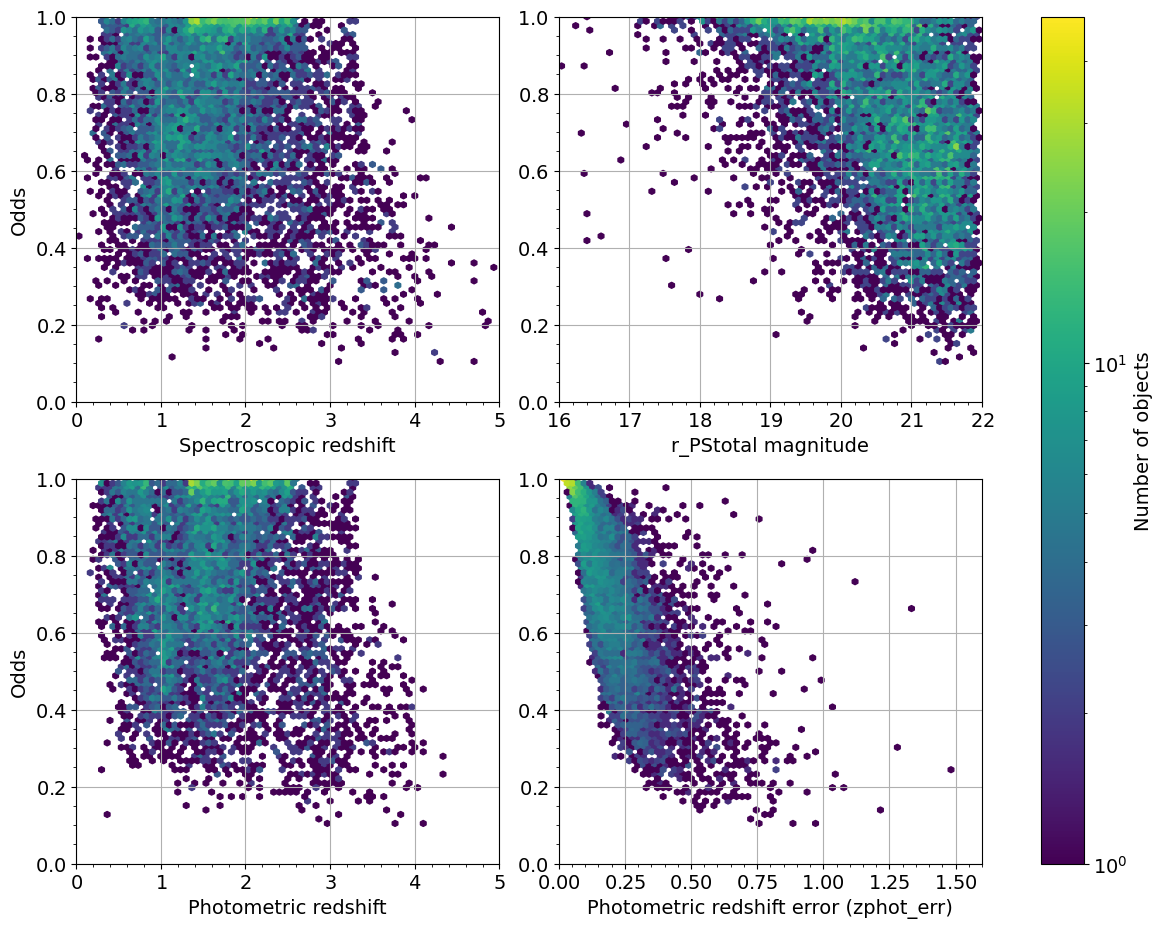 1.0
0.8
0.6
0.4
0.2
0.0
Odds
0 1 2 3 4 5
Spectroscopic redshift
1.0
0.8
0.6
0.4
0.2
0.0
16 17 18 19 20 21 22
r_PStotal magnitude
1.0
0.8
0.6
0.4
0.2
0.0
Odds
0 1 2 3 4 5
Photometric redshift
1.0
0.8
0.6
0.4
0.2
0.0
0.00 0.25 0.50 0.75 1.00 1.25 1.50
Photometric redshift error (zphot_err)
10¹
10⁰
Number of objects